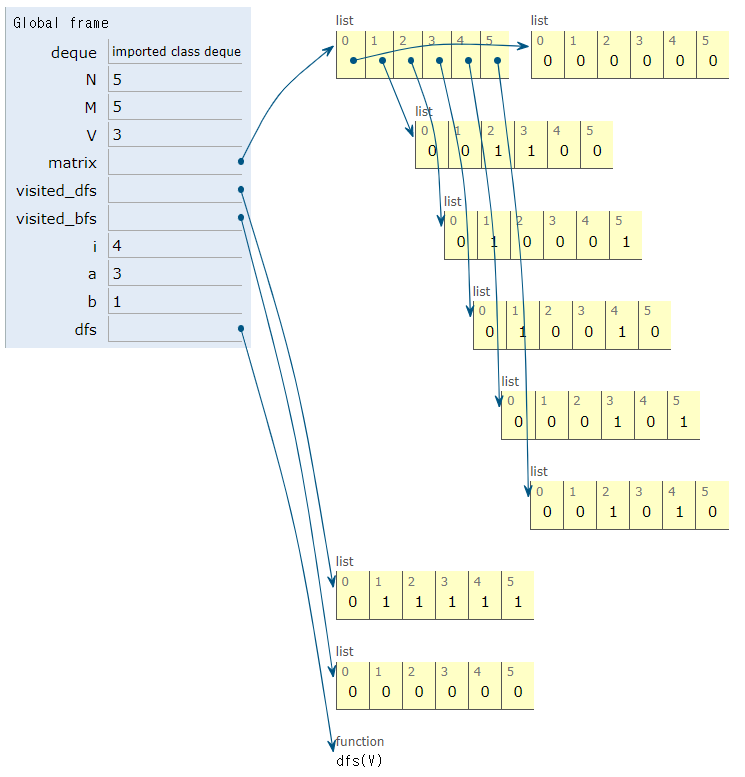 Global frame
deque imported class deque
N 5
M 5
V 3
matrix
visited_dfs
visited_bfs
i 4
a 3
b 1
dfs
list
0 1 2 3 4 5
list
0 1 2 3 4 5
0 0 0 0 0 0
list
0 1 2 3 4 5
0 0 1 1 0 0
list
0 1 2 3 4 5
0 1 0 0 0 1
list
0 1 2 3 4 5
0 1 0 0 1 0
list
0 1 2 3 4 5
0 0 0 1 0 1
list
0 1 2 3 4 5
0 0 1 0 1 0
list
0 1 2 3 4 5
0 1 1 1 1 1
list
0 1 2 3 4 5
0 0 0 0 0 0
function
dfs(V)